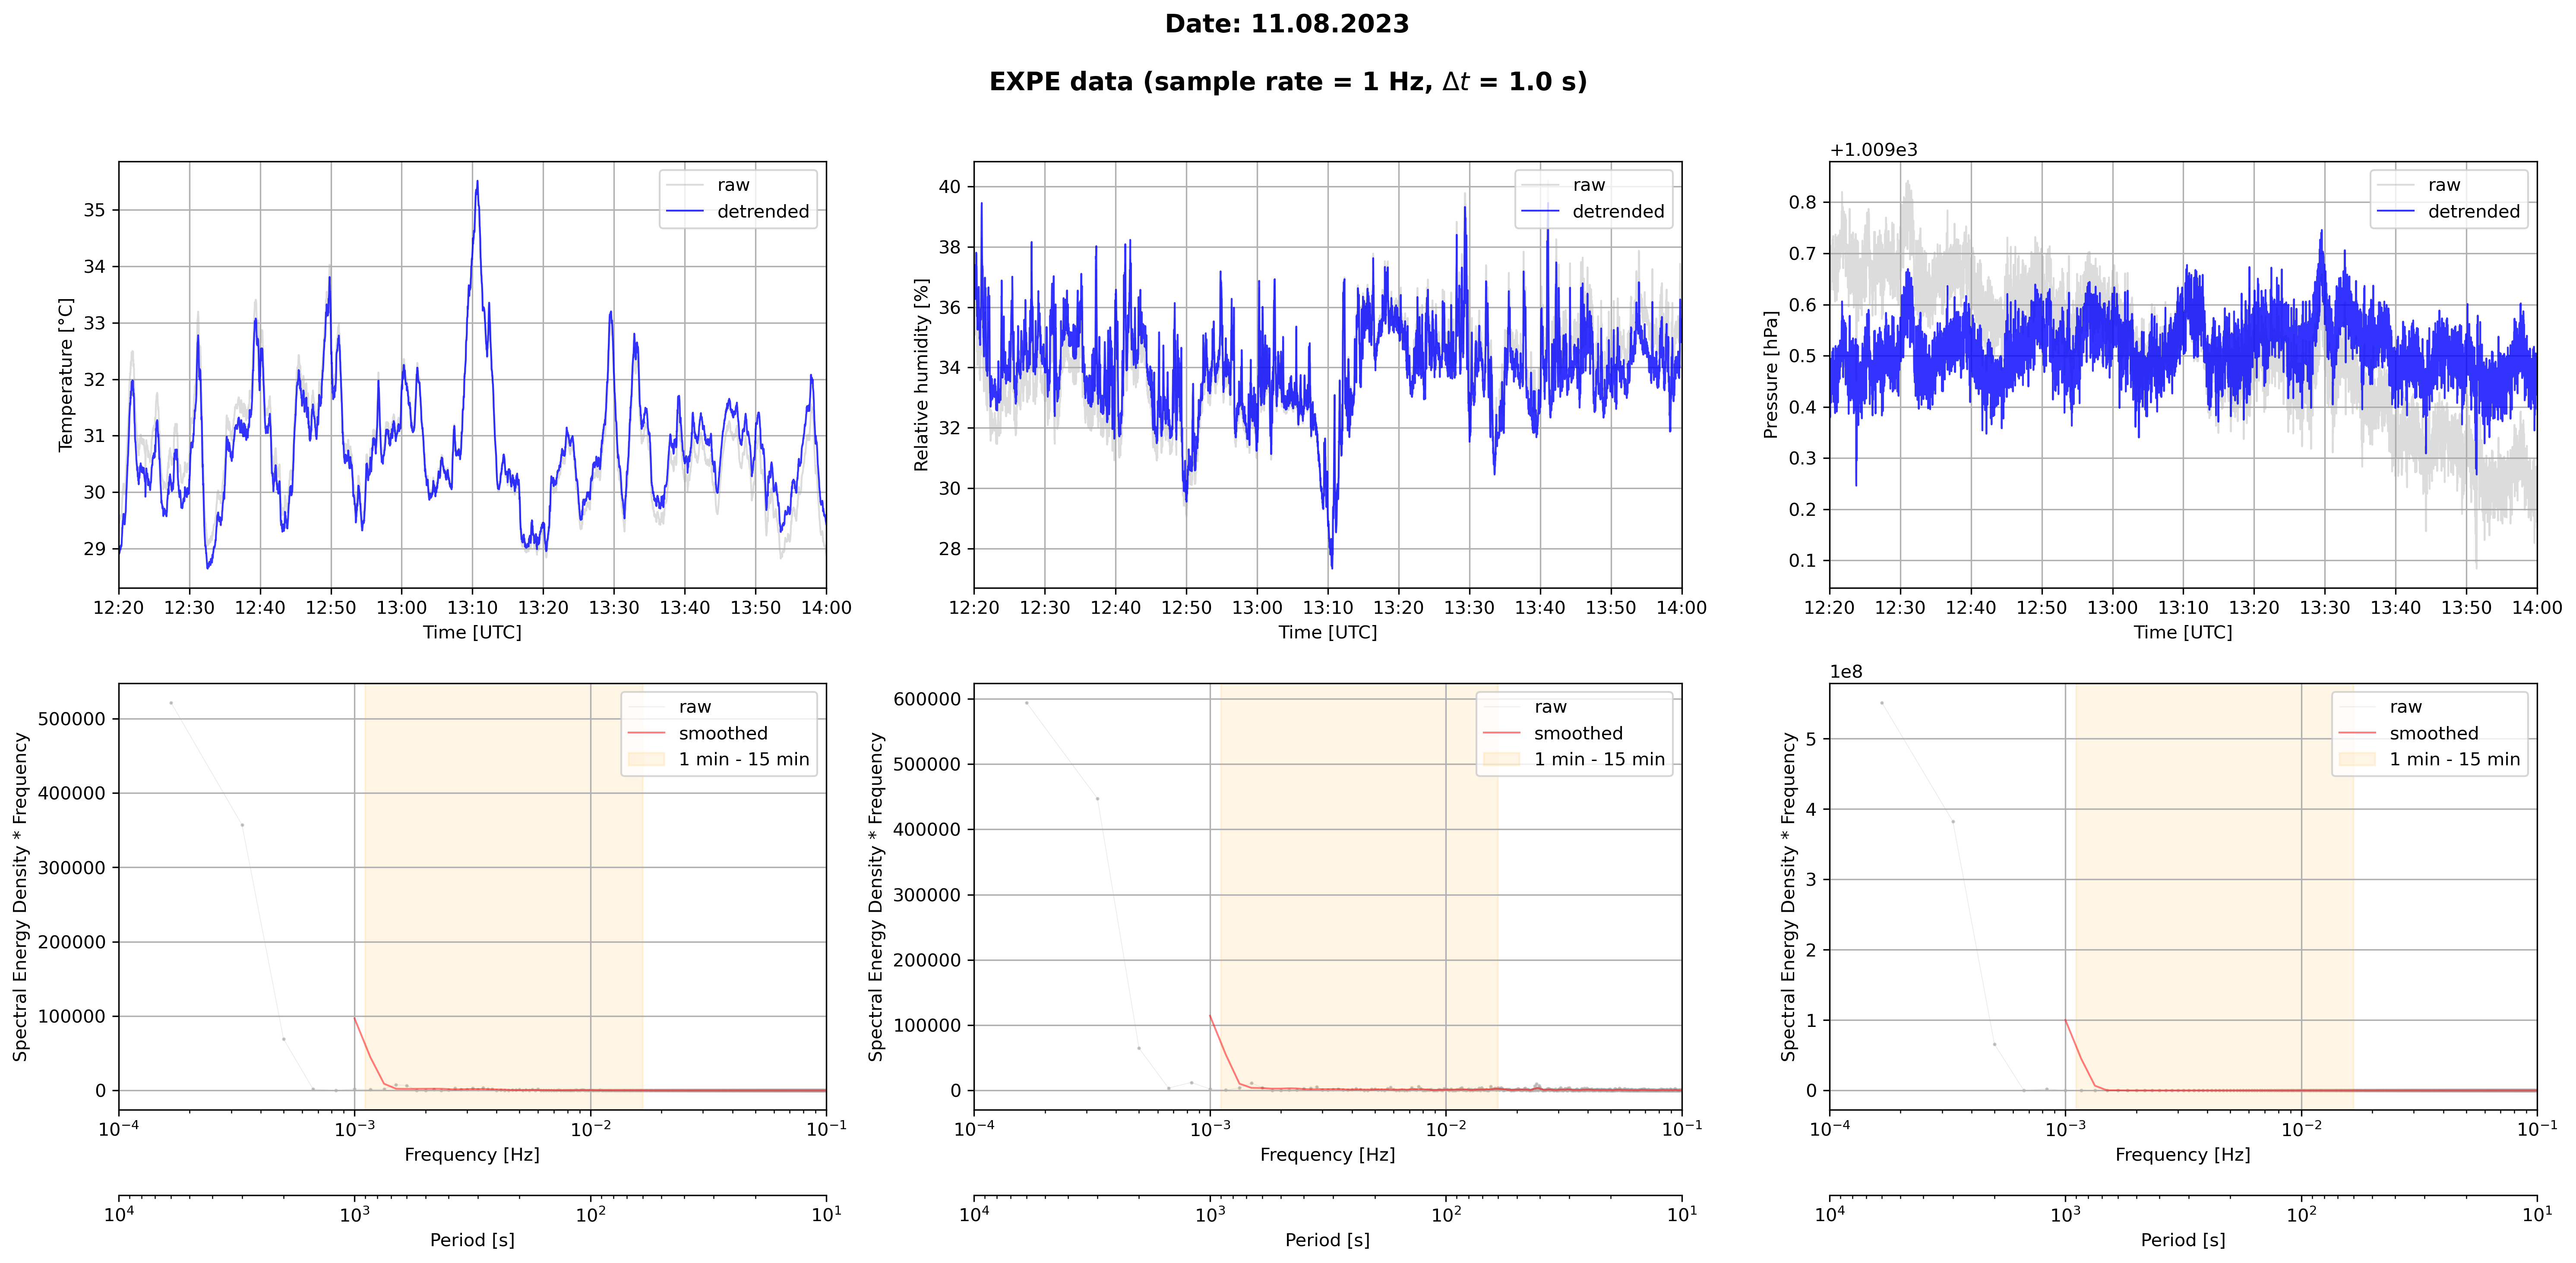 Date: 11.08.2023
EXPE data (sample rate = 1 Hz, Δt = 1.0 s)
Temperature [°C]
35
34
33
32
31
30
29
raw
detrended
12:20 12:30 12:40 12:50 13:00 13:10 13:20 13:30 13:40 13:50 14:00
Time [UTC]
Relative humidity [%]
40
38
36
34
32
30
28
raw
detrended
12:20 12:30 12:40 12:50 13:00 13:10 13:20 13:30 13:40 13:50 14:00
Time [UTC]
+1.009e3
Pressure [hPa]
0.8
0.7
0.6
0.5
0.4
0.3
0.2
0.1
raw
detrended
12:20 12:30 12:40 12:50 13:00 13:10 13:20 13:30 13:40 13:50 14:00
Time [UTC]
Spectral Energy Density * Frequency
500000
400000
300000
200000
100000
0
raw
smoothed
1 min - 15 min
10⁻⁴ 10⁻³ 10⁻² 10⁻¹
Frequency [Hz]
10⁴ 10³ 10² 10¹
Period [s]
Spectral Energy Density * Frequency
600000
500000
400000
300000
200000
100000
0
raw
smoothed
1 min - 15 min
10⁻⁴ 10⁻³ 10⁻² 10⁻¹
Frequency [Hz]
10⁴ 10³ 10² 10¹
Period [s]
1e8
Spectral Energy Density * Frequency
5
4
3
2
1
0
raw
smoothed
1 min - 15 min
10⁻⁴ 10⁻³ 10⁻² 10⁻¹
Frequency [Hz]
10⁴ 10³ 10² 10¹
Period [s]